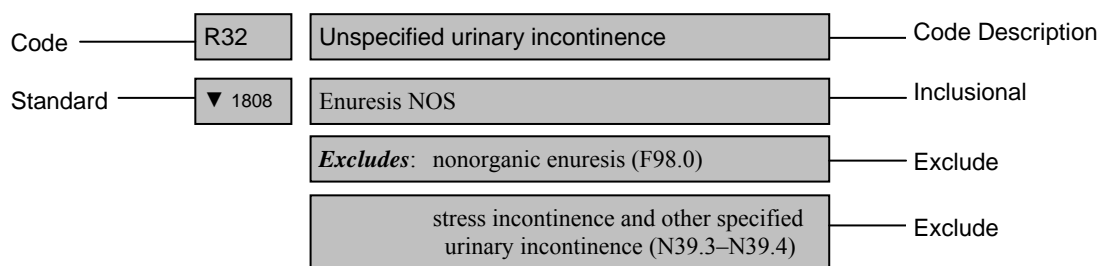 Code R32 Unspecified urinary incontinence Code Description
Standard ▼ 1808 Enuresis NOS Inclusional
Excludes: nonorganic enuresis (F98.0) Exclude
stress incontinence and other specified Exclude
urinary incontinence (N39.3–N39.4)